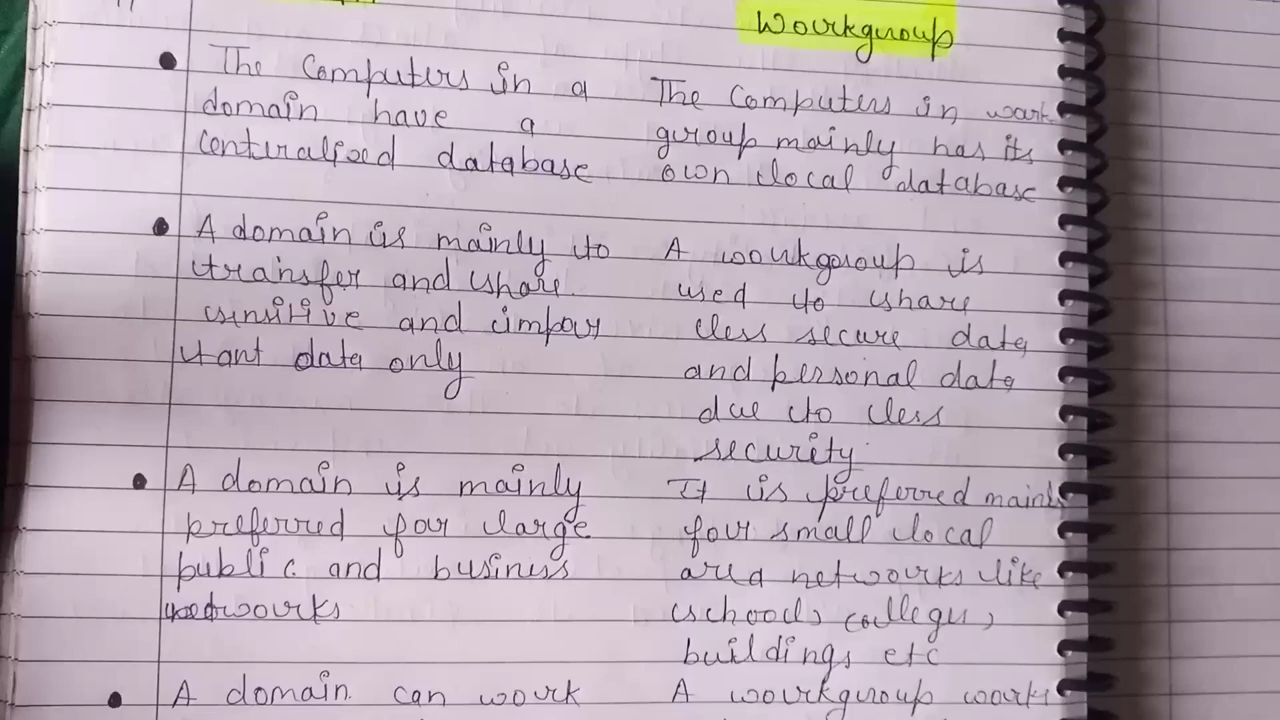 Workgroup
The Computers in a
domain have a
centralised database
The Computers in work
group mainly has its
own local database
A domain is mainly to
transfer and share
sensitive and impor
tant data only
A workgroup is
used to share
less secure data
and personal data
due to less
security
A domain is mainly
preferred for large
public and business
networks
It is preferred mainly
for small local
area networks like
schools, colleges,
buildings etc
A domain can work
A workgroup works